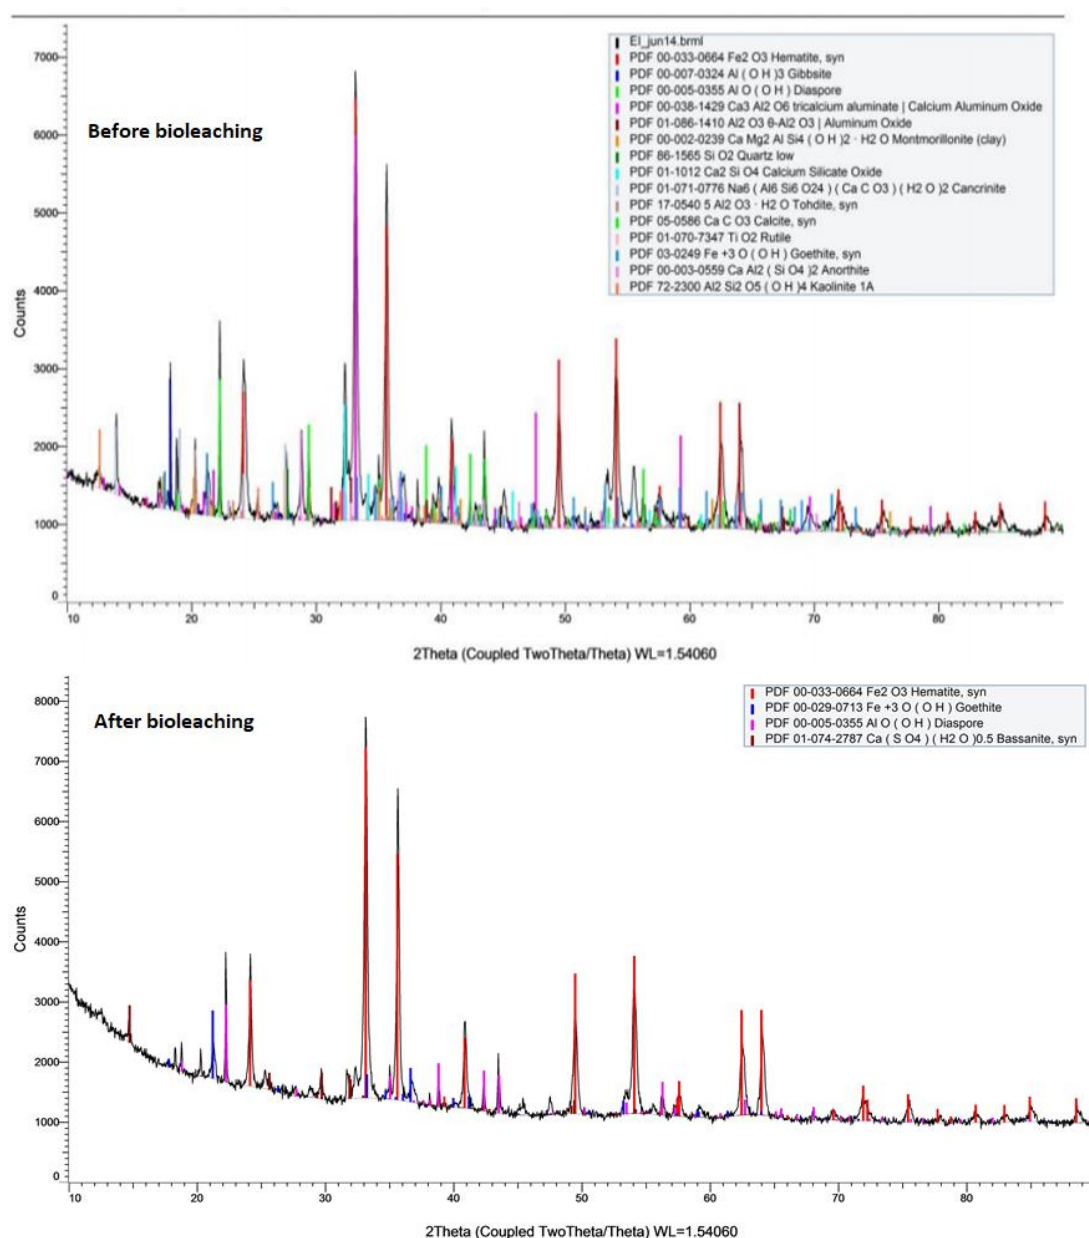 7000
Before bioleaching
6000
5000
4000
3000
2000
1000
0
Counts
El_jun14.brml
PDF 00-033-0664 Fe2 O3 Hematite, syn
PDF 00-007-0324 Al ( O H )3 Gibbsite
PDF 00-005-0355 Al O ( O H ) Diaspore
PDF 00-038-1429 Ca3 Al2 O6 tricalcium aluminate | Calcium Aluminum Oxide
PDF 01-086-1410 Al2 O3 θ-Al2 O3 | Aluminum Oxide
PDF 00-002-0239 Ca Mg2 Al Si4 ( O H )2 · H2 O Montmorillonite (clay)
PDF 86-1565 Si O2 Quartz low
PDF 01-1012 Ca2 Si O4 Calcium Silicate Oxide
PDF 01-071-0776 Na6 ( Al6 Si6 O24 ) ( Ca C O3 ) ( H2 O )2 Cancrinite
PDF 17-0540 5 Al2 O3 · H2 O Tohdite, syn
PDF 05-0586 Ca C O3 Calcite, syn
PDF 01-070-7347 Ti O2 Rutile
PDF 03-0249 Fe +3 O ( O H ) Goethite, syn
PDF 00-003-0559 Ca Al2 ( Si O4 )2 Anorthite
PDF 72-2300 Al2 Si2 O5 ( O H )4 Kaolinite 1A
10 20 30 40 50 60 70 80
2Theta (Coupled TwoTheta/Theta) WL=1.54060
8000
After bioleaching
7000
6000
5000
4000
3000
2000
1000
0
Counts
PDF 00-033-0664 Fe2 O3 Hematite, syn
PDF 00-029-0713 Fe +3 O ( O H ) Goethite
PDF 00-005-0355 Al O ( O H ) Diaspore
PDF 01-074-2787 Ca ( S O4 ) ( H2 O )0.5 Bassanite, syn
10 20 30 40 50 60 70 80
2Theta (Coupled TwoTheta/Theta) WL=1.54060